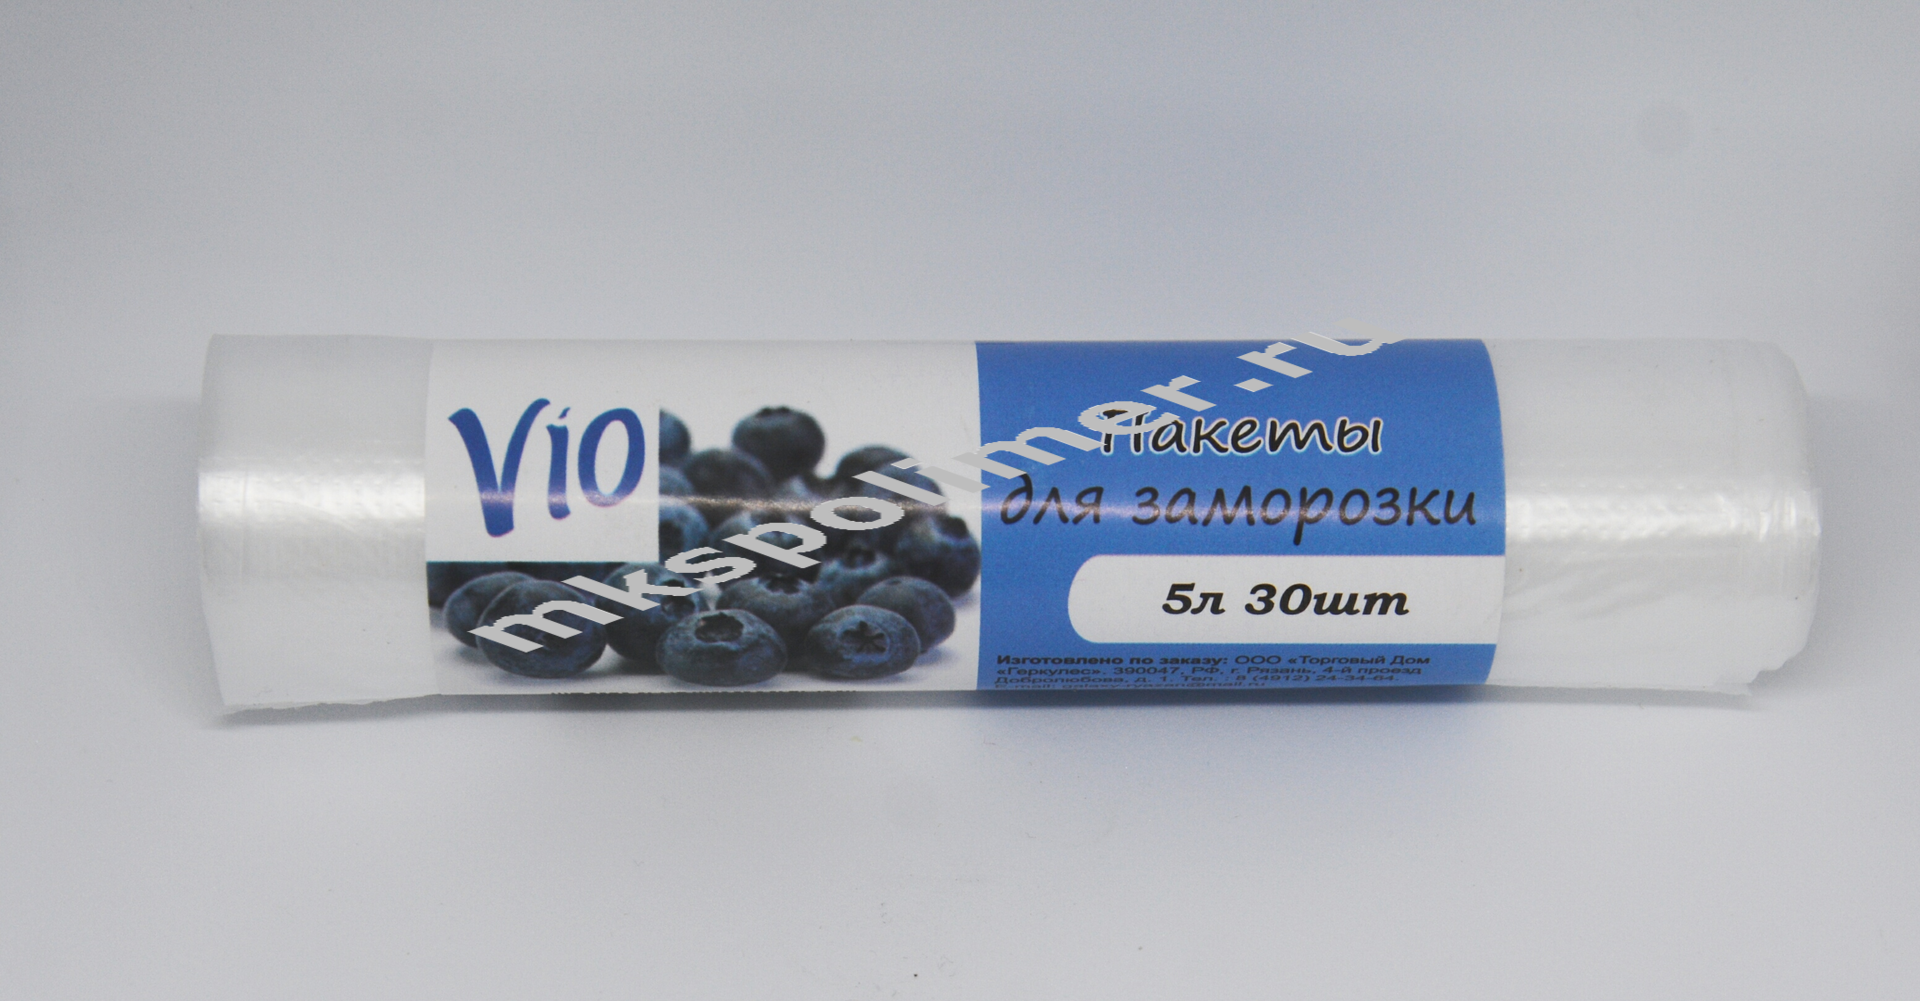 Vio
Пакеты
для заморозки
5л 30шт
Изготовлено по заказу: ООО «Торговый Дом
«Геркулес». 390047, РФ, г. Рязань, 4-й проезд
Добролюбова, д. 1. Тел.: 8 (4912) 24-34-64.
E-mail:
mkspolimer.ru